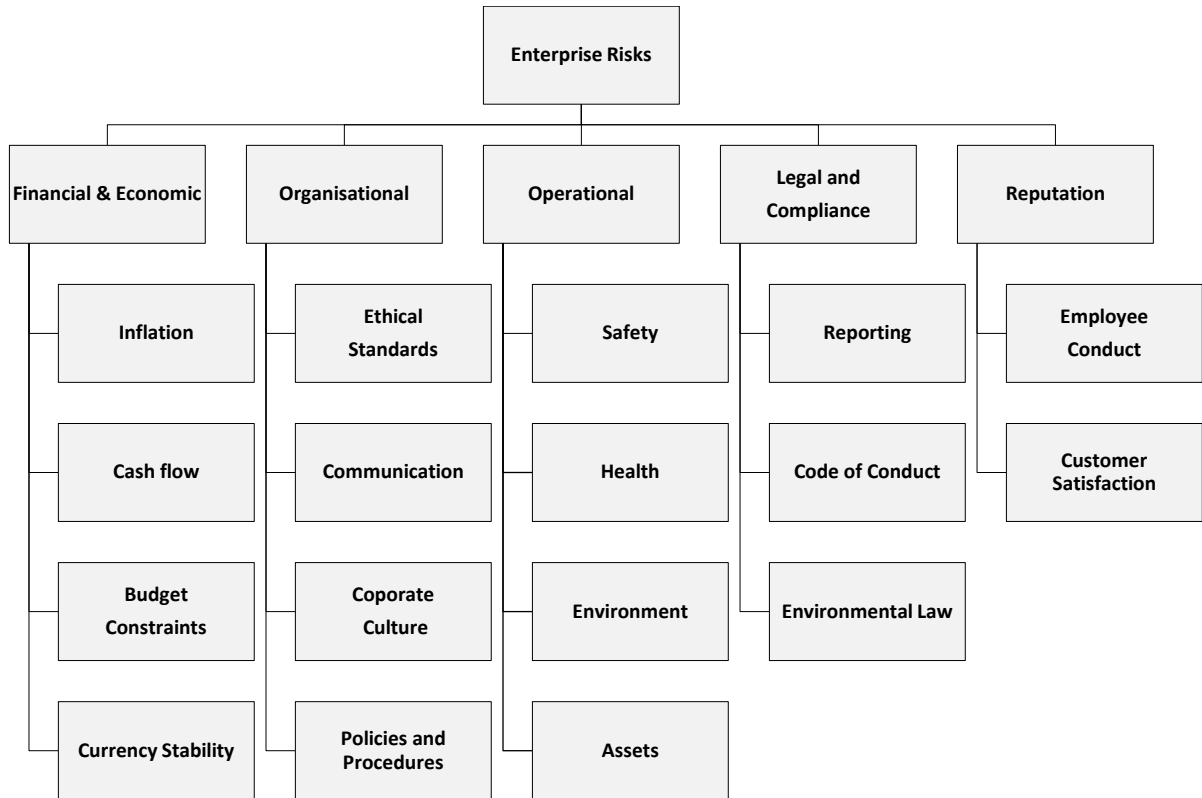 Enterprise Risks
Financial & Economic
Organisational
Operational
Legal and
Compliance
Reputation
Inflation
Ethical
Standards
Safety
Reporting
Employee
Conduct
Cash flow
Communication
Health
Code of Conduct
Customer
Satisfaction
Budget
Constraints
Coporate
Culture
Environment
Environmental Law
Currency Stability
Policies and
Procedures
Assets